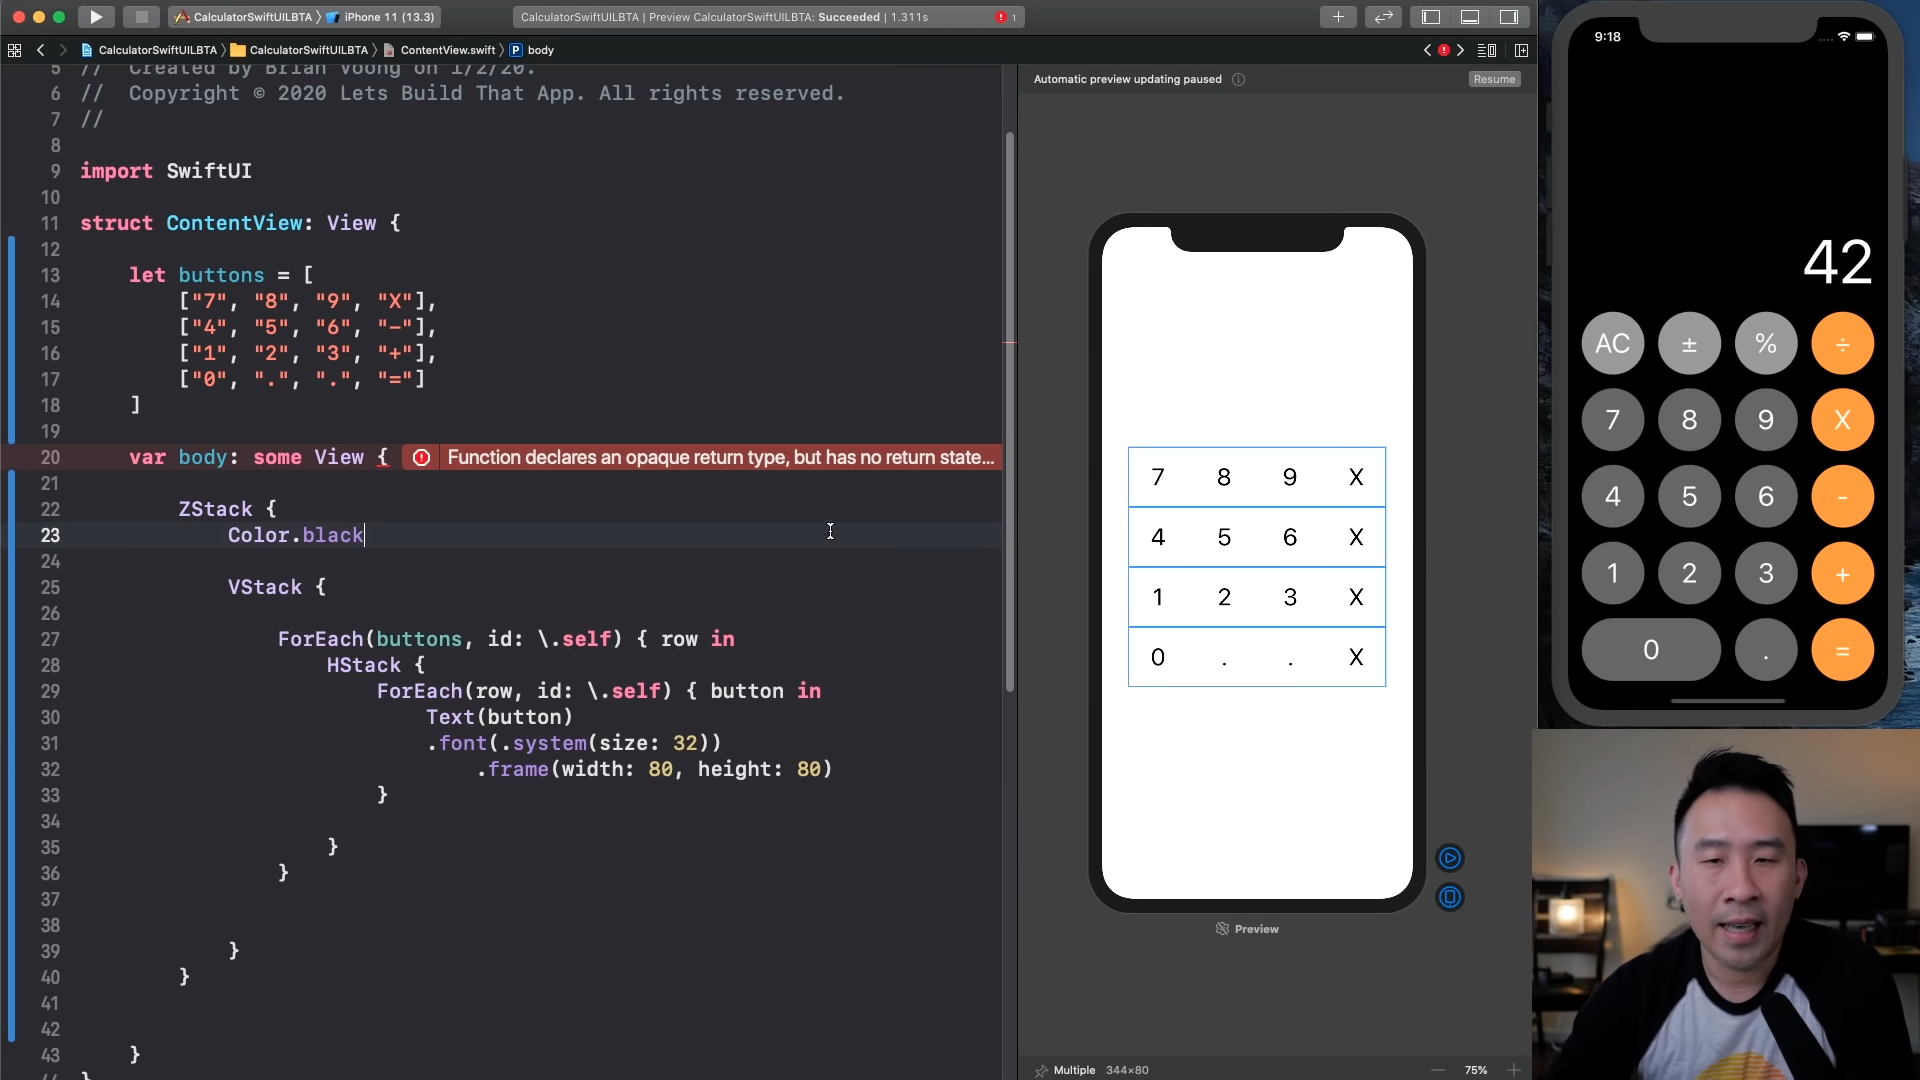 CalculatorSwiftUILBTA
iPhone 11 (13.3)
CalculatorSwiftUILBTA | Preview CalculatorSwiftUILBTA: Succeeded | 1.311s
1
CalculatorSwiftUILBTA
CalculatorSwiftUILBTA
ContentView.swift
P body
5 // Created by Brian Voong on 1/2/20.
6 // Copyright © 2020 Lets Build That App. All rights reserved.
7 //
8
9 import SwiftUI
10
11 struct ContentView: View {
12
13 let buttons = [
14 ["7", "8", "9", "X"],
15 ["4", "5", "6", "-"],
16 ["1", "2", "3", "+"],
17 ["0", ".", ".", "="]
18 ]
19
20 var body: some View { Function declares an opaque return type, but has no return state...
21
22 ZStack {
23 Color.black
24
25 VStack {
26
27 ForEach(buttons, id: \.self) { row in
28 HStack {
29 ForEach(row, id: \.self) { button in
30 Text(button)
31 .font(.system(size: 32))
32 .frame(width: 80, height: 80)
33 }
34
35 }
36 }
37
38
39 }
40 }
41
42
43 }
Automatic preview updating paused
Resume
7 8 9 X
4 5 6 X
1 2 3 X
0 . . X
Preview
Multiple 344×80
75%
9:18
42
AC ± % ÷
7 8 9 X
4 5 6 -
1 2 3 +
0 . =